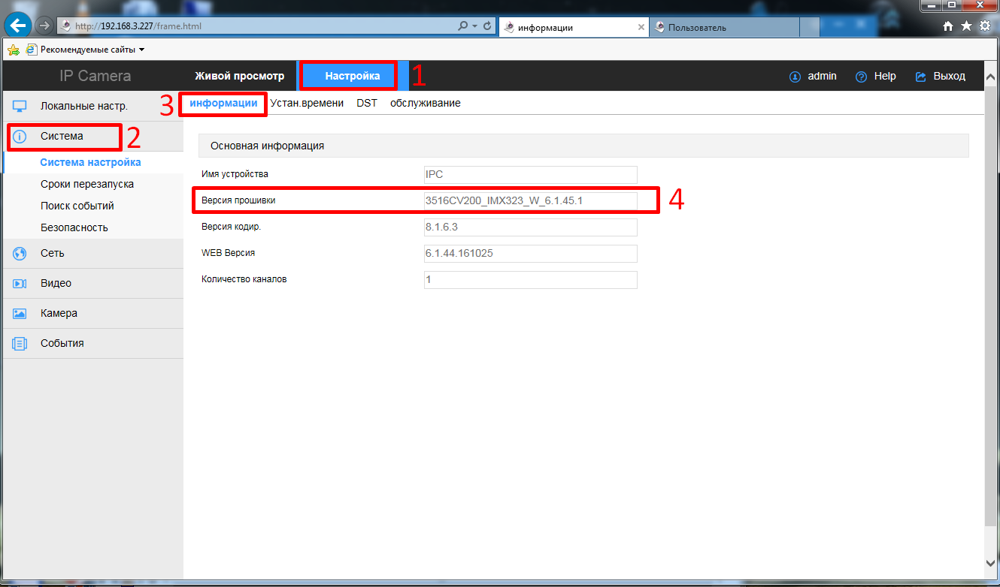 http://192.168.3.227/frame.html
информации
Пользователь
Рекомендуемые сайты
IP Camera
Живой просмотр
Настройка
1
admin
Help
Выход
Локальные настр.
3
информации
Устан.времени
DST
обслуживание
Система
2
Система настройка
Сроки перезапуска
Поиск событий
Безопасность
Сеть
Видео
Камера
События
Основная информация
Имя устройства
IPC
Версия прошивки
3516CV200_IMX323_W_6.1.45.1
4
Версия кодир.
8.1.6.3
WEB Версия
6.1.44.161025
Количество каналов
1